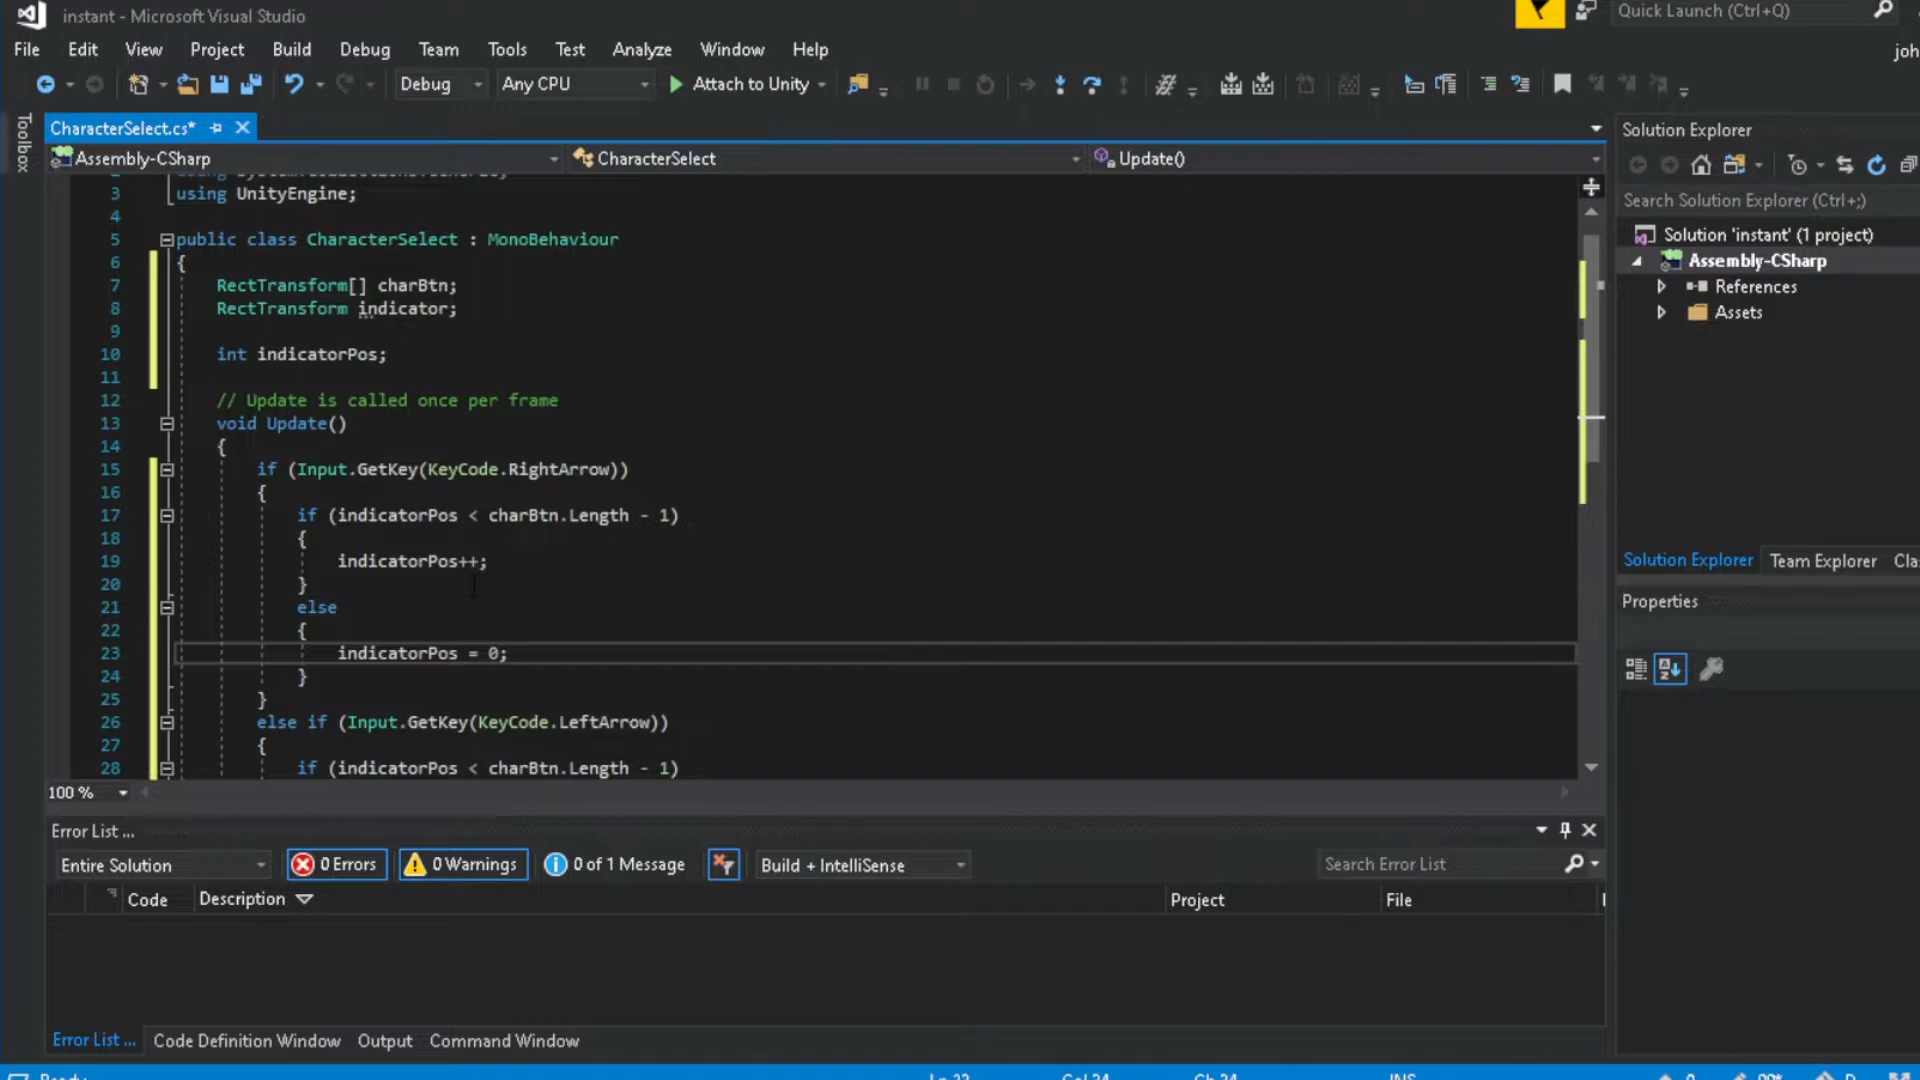 instant - Microsoft Visual Studio
Quick Launch (Ctrl+Q)
File Edit View Project Build Debug Team Tools Test Analyze Window Help
joh
Debug Any CPU Attach to Unity
Toolbox
CharacterSelect.cs*
Assembly-CSharp CharacterSelect Update()
3 using UnityEngine;
4
5 public class CharacterSelect : MonoBehaviour
6 {
7 RectTransform[] charBtn;
8 RectTransform indicator;
9
10 int indicatorPos;
11
12 // Update is called once per frame
13 void Update()
14 {
15 if (Input.GetKey(KeyCode.RightArrow))
16 {
17 if (indicatorPos < charBtn.Length - 1)
18 {
19 indicatorPos++;
20 }
21 else
22 {
23 indicatorPos = 0;
24 }
25 }
26 else if (Input.GetKey(KeyCode.LeftArrow))
27 {
28 if (indicatorPos < charBtn.Length - 1)
100 %
Error List ...
Entire Solution 0 Errors 0 Warnings 0 of 1 Message Build + IntelliSense Search Error List
Code Description Project File
Error List ... Code Definition Window Output Command Window
Solution Explorer
Search Solution Explorer (Ctrl+;)
Solution 'instant' (1 project)
Assembly-CSharp
References
Assets
Solution Explorer Team Explorer Cla
Properties